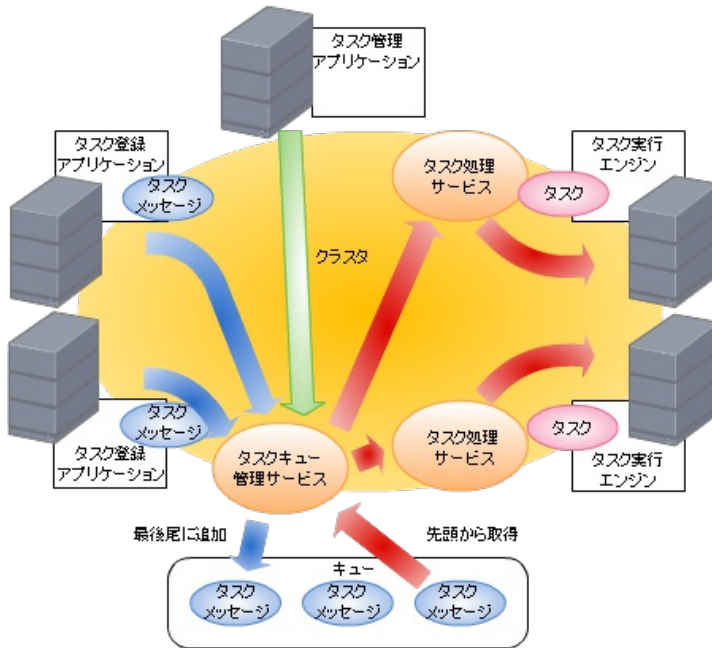 タスク管理
アプリケーション
タスク登録
アプリケーション
タスク
メッセージ
タスク処理
サービス
タスク
タスク実行
エンジン
クラスタ
タスク
メッセージ
タスク登録
アプリケーション
タスクキュー
管理サービス
タスク処理
サービス
タスク
タスク実行
エンジン
最後尾に追加
先頭から取得
キュー
タスク
メッセージ
タスク
メッセージ
タスク
メッセージ